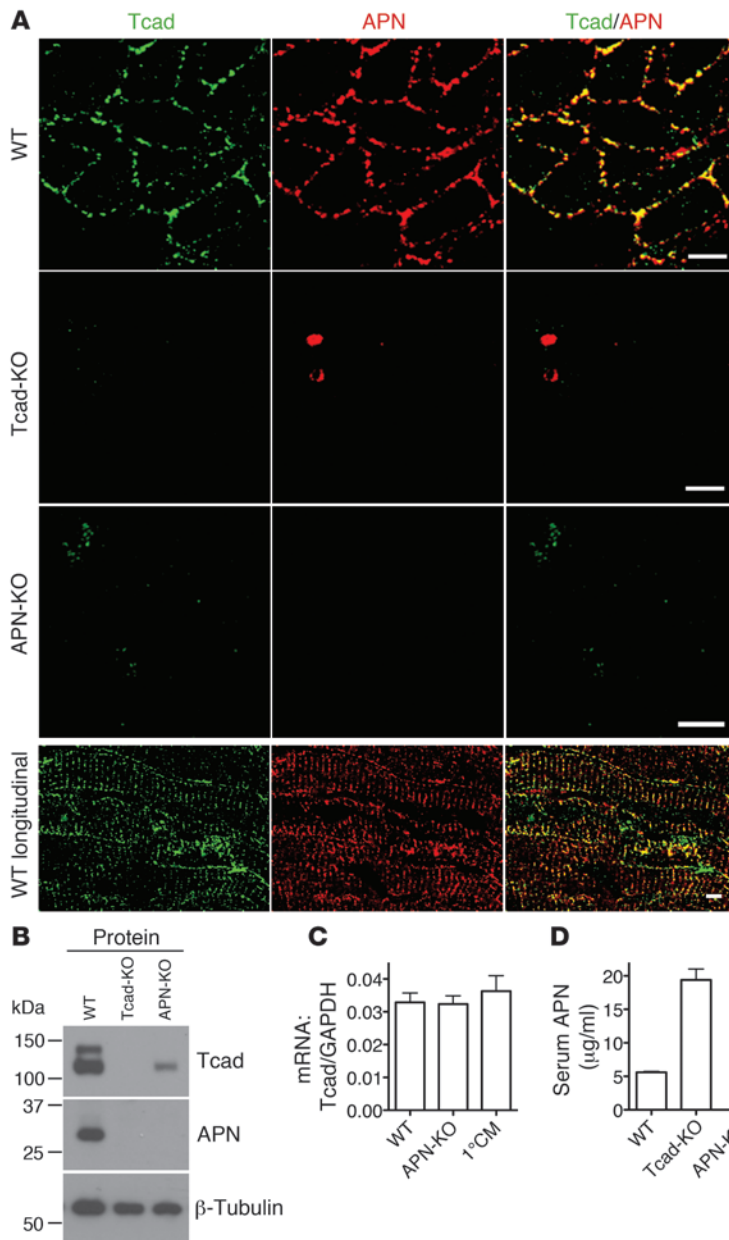 A
Tcad
APN
Tcad/APN
WT
Tcad-KO
APN-KO
WT longitudinal
B
Protein
kDa
WT
Tcad-KO
APN-KO
150
100
Tcad
37
25
APN
50
β-Tubulin
C
mRNA:
Tcad/GAPDH
0.04
0.03
0.02
0.01
0.00
WT
APN-KO
1°CM
D
Serum APN
(μg/ml)
20
15
10
5
0
WT
Tcad-KO
APN-K